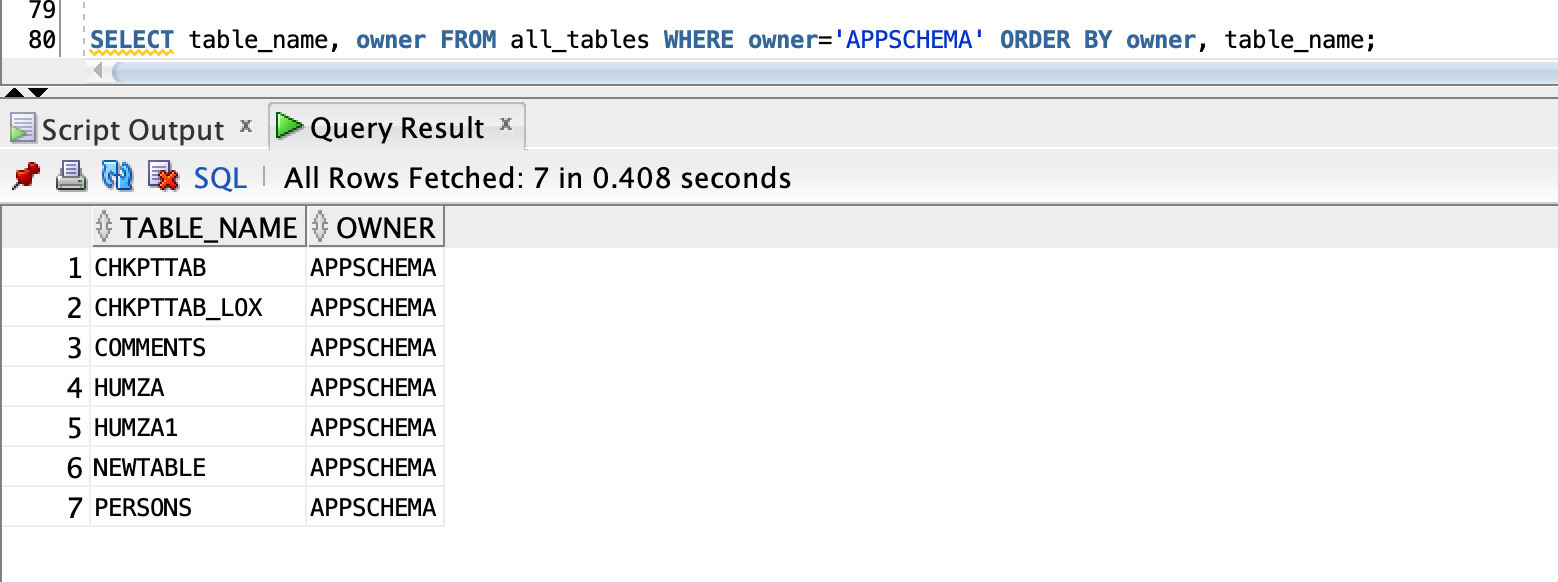 79
80 SELECT table_name, owner FROM all_tables WHERE owner='APPSCHEMA' ORDER BY owner, table_name;
Script Output x Query Result x
SQL All Rows Fetched: 7 in 0.408 seconds
TABLE_NAME OWNER
1 CHKPTTAB APPSCHEMA
2 CHKPTTAB_LOX APPSCHEMA
3 COMMENTS APPSCHEMA
4 HUMZA APPSCHEMA
5 HUMZA1 APPSCHEMA
6 NEWTABLE APPSCHEMA
7 PERSONS APPSCHEMA